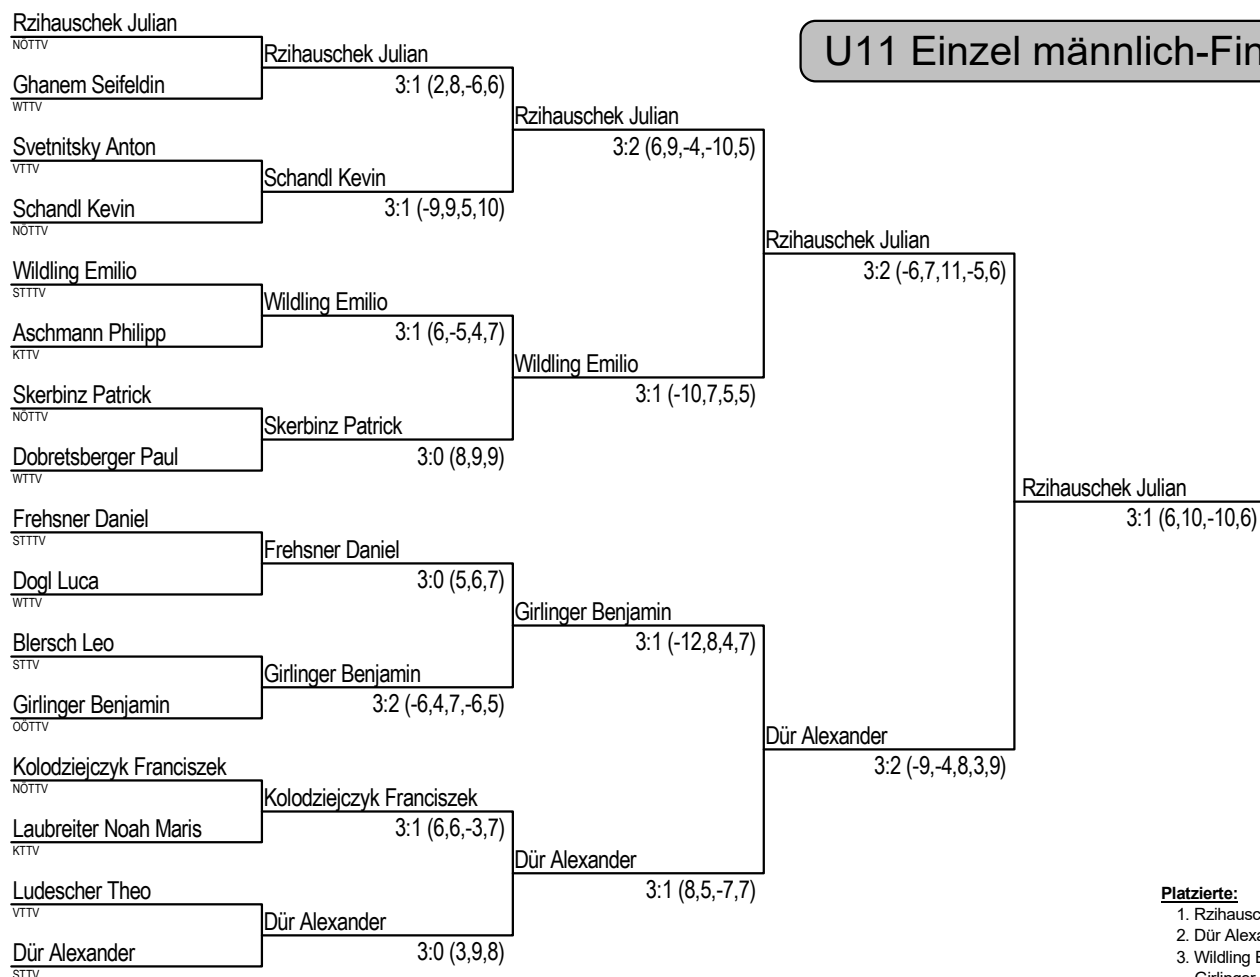 U11 Einzel männlich-Fin
Rzihauschek Julian
NÖTTV
Ghanem Seifeldin
WTTV
Svetnitsky Anton
VTTV
Schandl Kevin
NÖTTV
Wildling Emilio
STTTV
Aschmann Philipp
KTTV
Skerbinz Patrick
NÖTTV
Dobretsberger Paul
WTTV
Frehsner Daniel
STTTV
Dogl Luca
WTTV
Blersch Leo
STTV
Girlinger Benjamin
OÖTTV
Kolodziejczyk Franciszek
NÖTTV
Laubreiter Noah Maris
KTTV
Ludescher Theo
VTTV
Dür Alexander
STTV
Rzihauschek Julian
3:1 (2,8,-6,6)
Schandl Kevin
3:1 (-9,9,5,10)
Wildling Emilio
3:1 (6,-5,4,7)
Skerbinz Patrick
3:0 (8,9,9)
Frehsner Daniel
3:0 (5,6,7)
Girlinger Benjamin
3:2 (-6,4,7,-6,5)
Kolodziejczyk Franciszek
3:1 (6,6,-3,7)
Dür Alexander
3:0 (3,9,8)
Rzihauschek Julian
3:2 (6,9,-4,-10,5)
Wildling Emilio
3:1 (-10,7,5,5)
Girlinger Benjamin
3:1 (-12,8,4,7)
Dür Alexander
3:1 (8,5,-7,7)
Rzihauschek Julian
3:2 (-6,7,11,-5,6)
Dür Alexander
3:2 (-9,-4,8,3,9)
Rzihauschek Julian
3:1 (6,10,-10,6)
Platzierte:
1. Rzihausc
2. Dür Alexa
3. Wildling